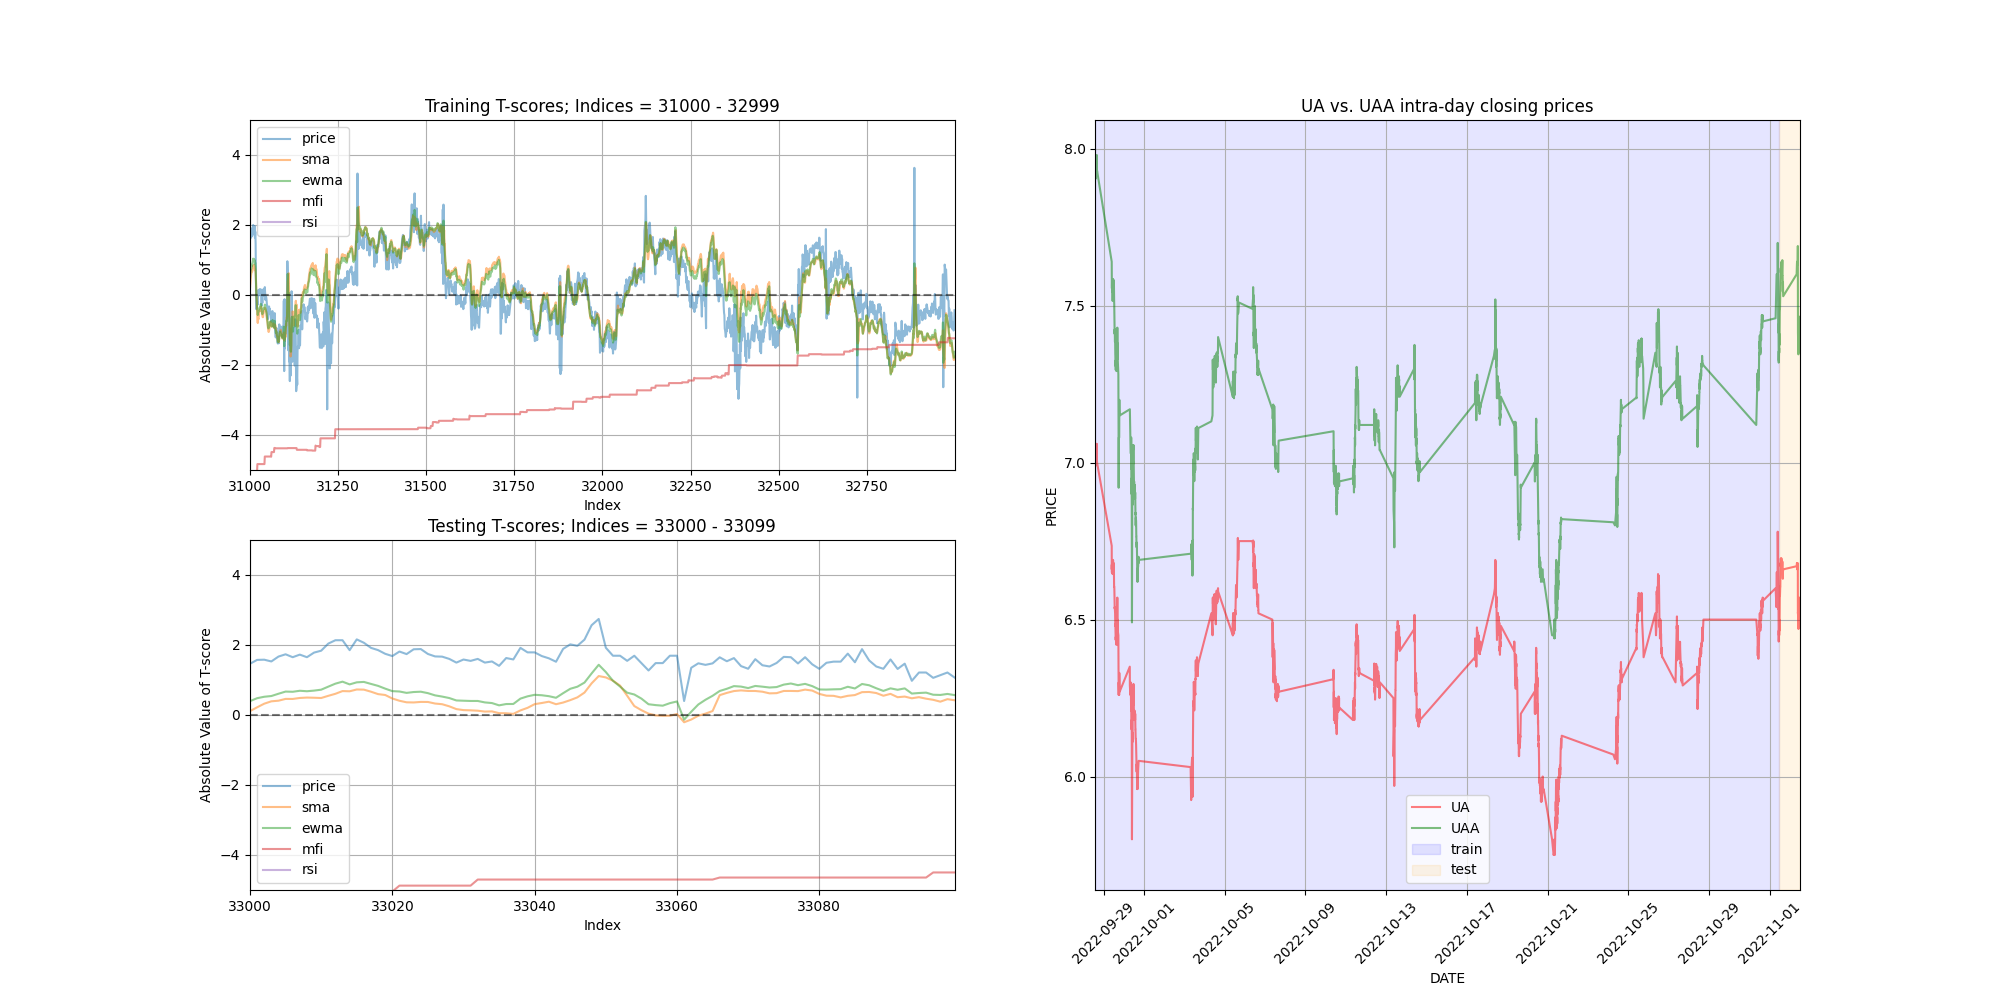 Training T-scores; Indices = 31000 - 32999
Absolute Value of T-score
4
2
0
−2
−4
price
sma
ewma
mfi
rsi
31000 31250 31500 31750 32000 32250 32500 32750
Index
Testing T-scores; Indices = 33000 - 33099
Absolute Value of T-score
4
2
0
−2
−4
price
sma
ewma
mfi
rsi
33000 33020 33040 33060 33080
Index
UA vs. UAA intra-day closing prices
PRICE
8.0
7.5
7.0
6.5
6.0
UA
UAA
train
test
2022-09-29 2022-10-01 2022-10-05 2022-10-09 2022-10-13 2022-10-17 2022-10-21 2022-10-25 2022-10-29 2022-11-01
DATE